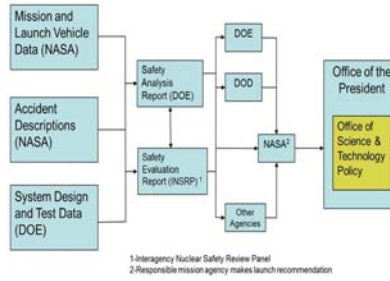 Mission and
Launch Vehicle
Data (NASA)
Accident
Descriptions
(NASA)
System Design
and Test Data
(DOE)
Safety
Analysis
Report (DOE)
Safety
Evaluation
Report (INSRP) 1
DOE
DOD
Other
Agencies
NASA2
Office of the
President
Office of
Science &
Technology
Policy
1-Interagency Nuclear Safety Review Panel
2-Responsible mission agency makes launch recommendation